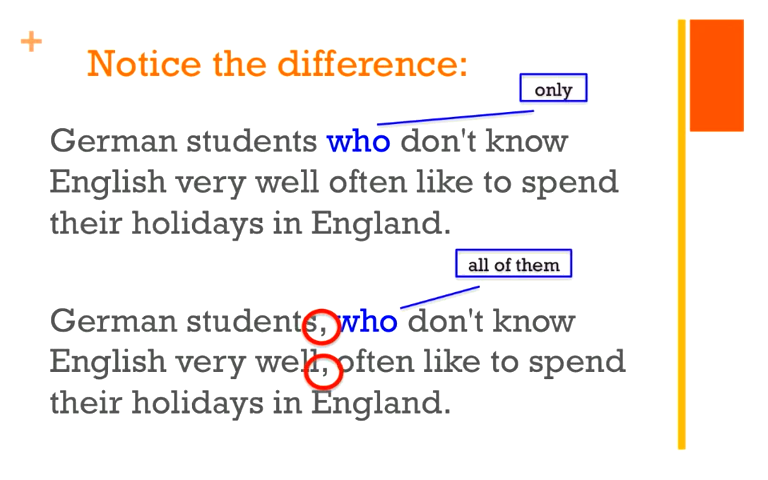 +
Notice the difference:
only
German students who don't know
English very well often like to spend
their holidays in England.
all of them
German students, who don't know
English very well, often like to spend
their holidays in England.